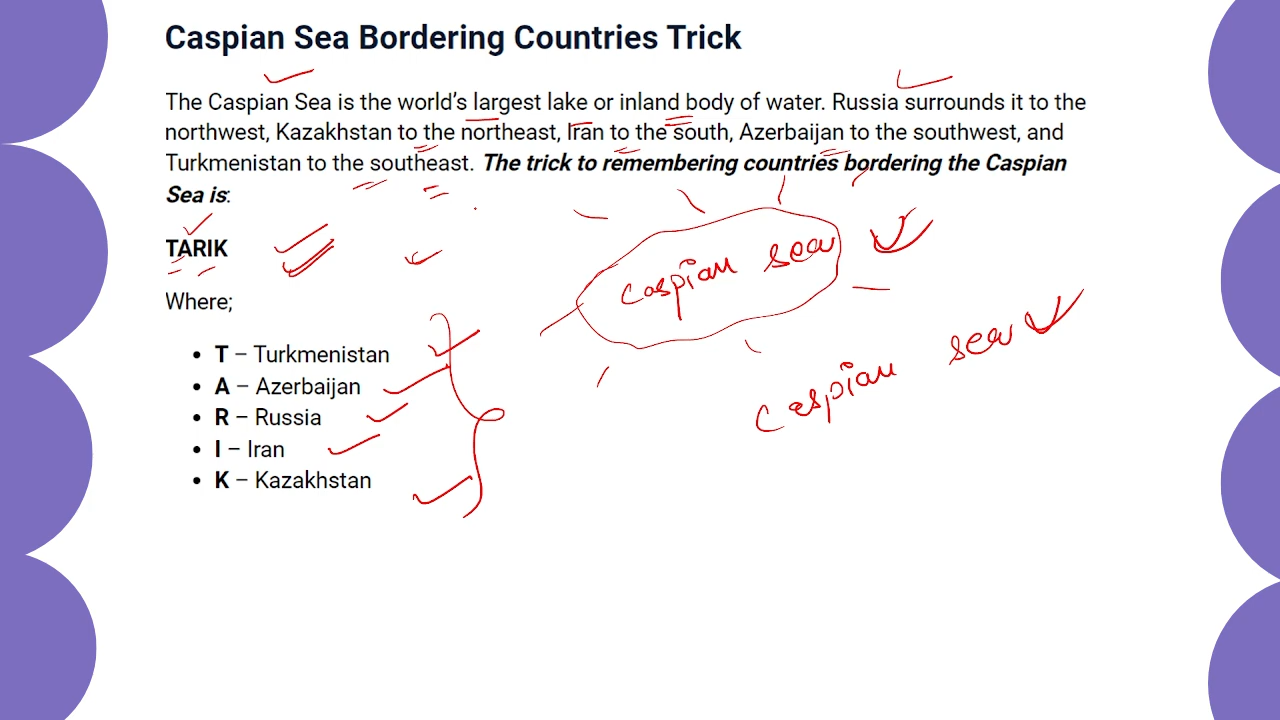 Caspian Sea Bordering Countries Trick
The Caspian Sea is the world's largest lake or inland body of water. Russia surrounds it to the
northwest, Kazakhstan to the northeast, Iran to the south, Azerbaijan to the southwest, and
Turkmenistan to the southeast. The trick to remembering countries bordering the Caspian
Sea is:
TARIK
caspian sea
Where;
• T – Turkmenistan
• A – Azerbaijan
• R – Russia
• I – Iran
• K – Kazakhstan
Caspian sea